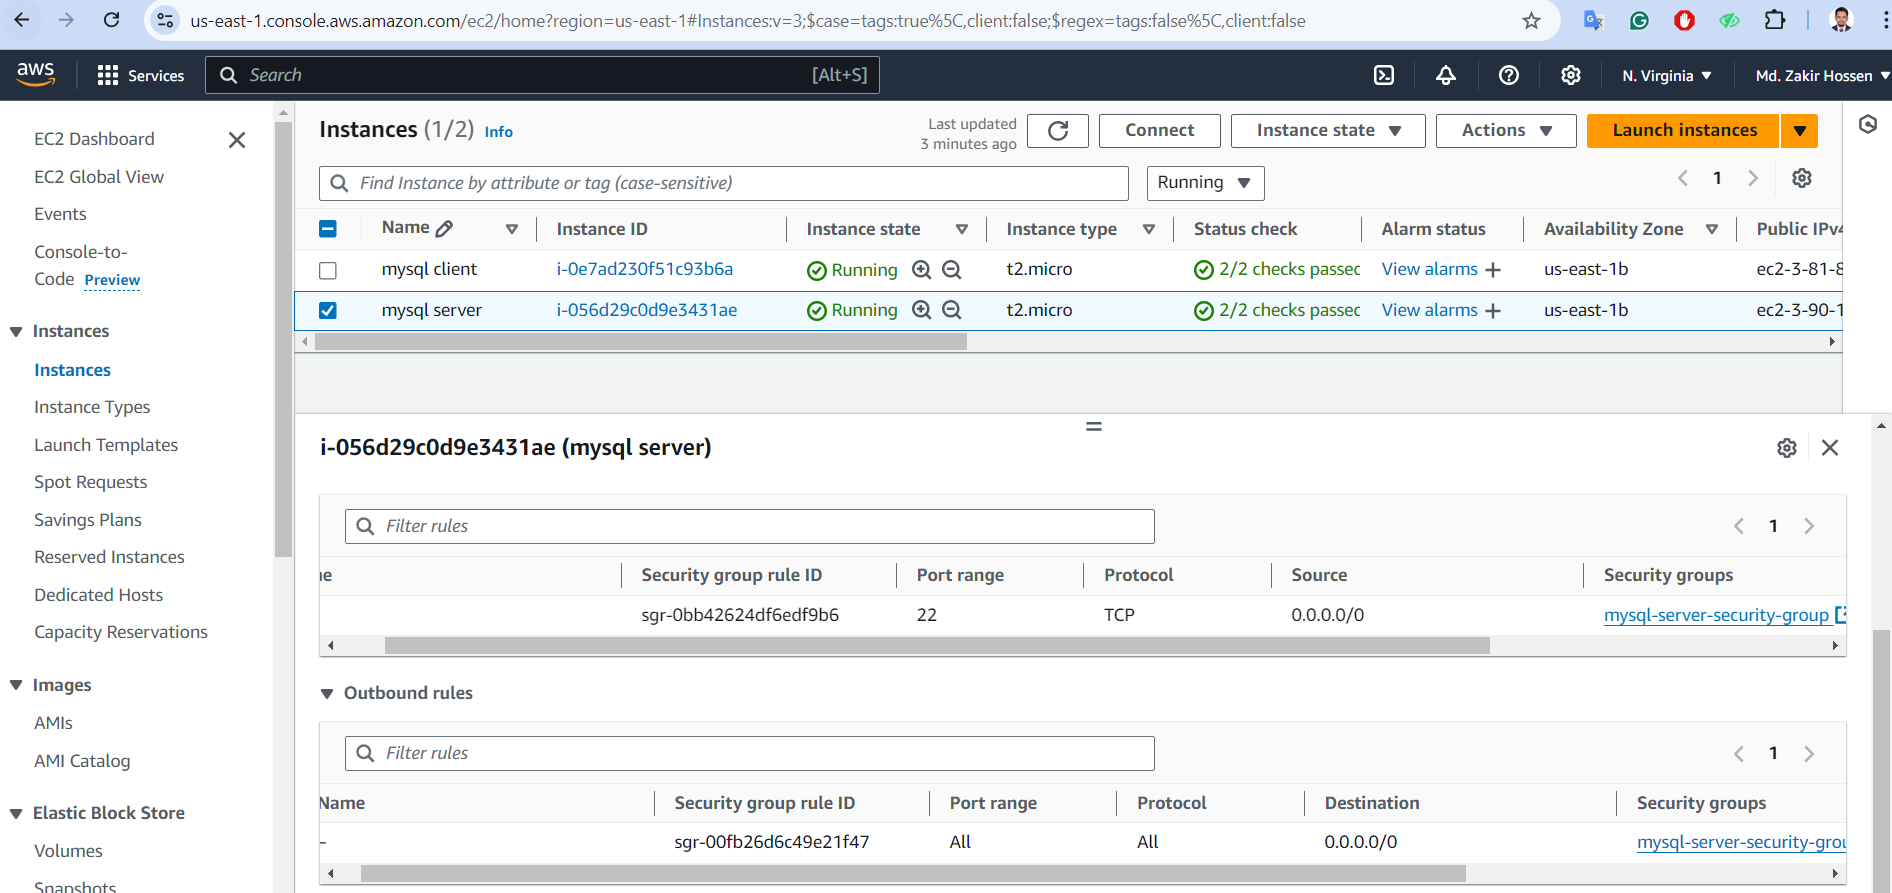 us-east-1.console.aws.amazon.com/ec2/home?region=us-east-1#Instances:v=3;$case=tags:true%5C,client:false;$regex=tags:false%5C,client:false
aws
Services
Search
[Alt+S]
N. Virginia
Md. Zakir Hossen
EC2 Dashboard
EC2 Global View
Events
Console-to-
Code Preview
Instances
Instances
Instance Types
Launch Templates
Spot Requests
Savings Plans
Reserved Instances
Dedicated Hosts
Capacity Reservations
Images
AMIs
AMI Catalog
Elastic Block Store
Volumes
Snapshots
Instances (1/2) Info
Last updated
3 minutes ago
Connect
Instance state
Actions
Launch instances
Find Instance by attribute or tag (case-sensitive)
Running
1
Name Instance ID Instance state Instance type Status check Alarm status Availability Zone Public IPv4
mysql client i-0e7ad230f51c93b6a Running t2.micro 2/2 checks passec View alarms + us-east-1b ec2-3-81-8
mysql server i-056d29c0d9e3431ae Running t2.micro 2/2 checks passec View alarms + us-east-1b ec2-3-90-1
i-056d29c0d9e3431ae (mysql server)
Filter rules
1
Security group rule ID Port range Protocol Source Security groups
sgr-0bb42624df6edf9b6 22 TCP 0.0.0.0/0 mysql-server-security-group
Outbound rules
Filter rules
1
Name Security group rule ID Port range Protocol Destination Security groups
– sgr-00fb26d6c49e21f47 All All 0.0.0.0/0 mysql-server-security-grou